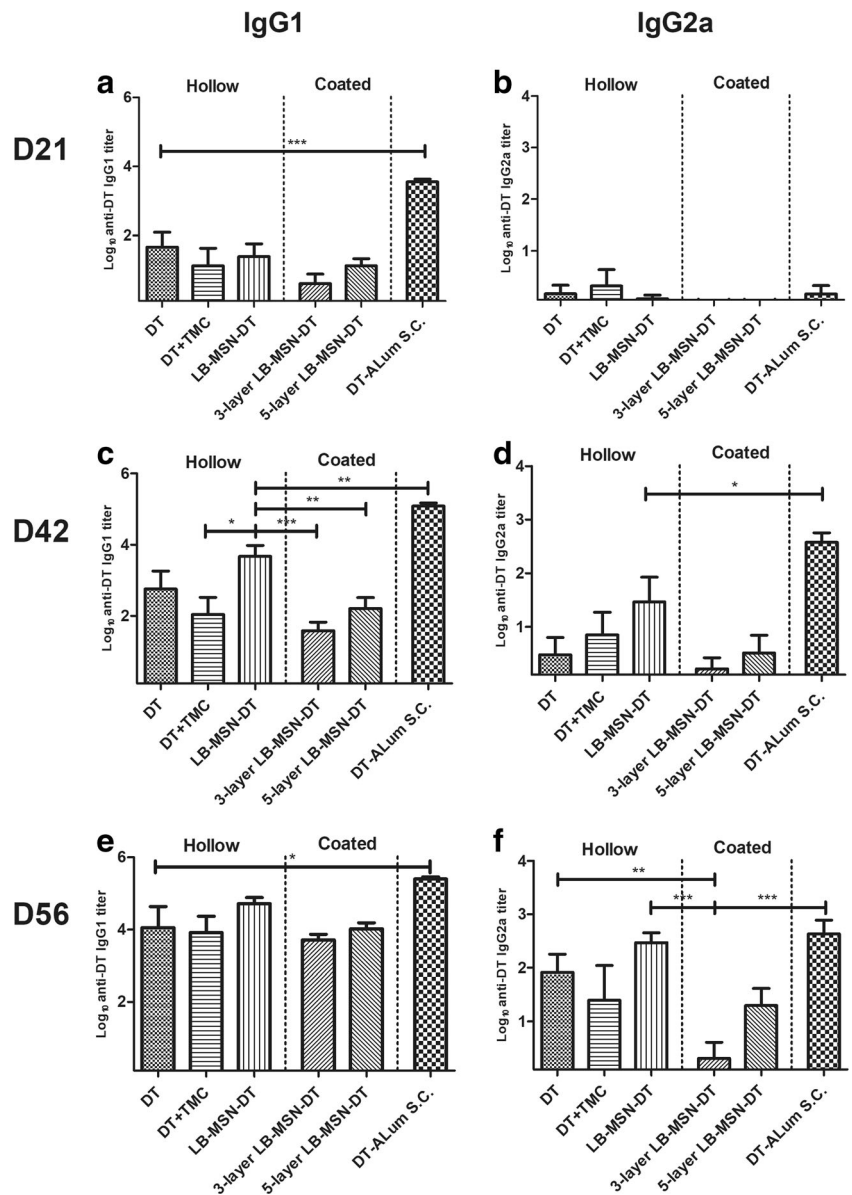 IgG1 IgG2a
D21
a
Hollow Coated
Log10 anti-DT IgG1 titer
6
4
2
***
DT
DT+TMC
LB-MSN-DT
3-layer LB-MSN-DT
5-layer LB-MSN-DT
DT-ALum S.C.
b
Hollow Coated
Log10 anti-DT IgG2a titer
4
3
2
1
DT
DT+TMC
LB-MSN-DT
3-layer LB-MSN-DT
5-layer LB-MSN-DT
DT-ALum S.C.
D42
c
Hollow Coated
Log10 anti-DT IgG1 titer
6
4
2
**
**
* ***
DT
DT+TMC
LB-MSN-DT
3-layer LB-MSN-DT
5-layer LB-MSN-DT
DT-ALum S.C.
d
Hollow Coated
Log10 anti-DT IgG2a titer
4
3
2
1
*
DT
DT+TMC
LB-MSN-DT
3-layer LB-MSN-DT
5-layer LB-MSN-DT
DT-ALum S.C.
D56
e
Hollow Coated
Log10 anti-DT IgG1 titer
6
4
2
*
DT
DT+TMC
LB-MSN-DT
3-layer LB-MSN-DT
5-layer LB-MSN-DT
DT-ALum S.C.
f
Hollow Coated
Log10 anti-DT IgG2a titer
4
3
2
1
**
*** ***
DT
DT+TMC
LB-MSN-DT
3-layer LB-MSN-DT
5-layer LB-MSN-DT
DT-ALum S.C.